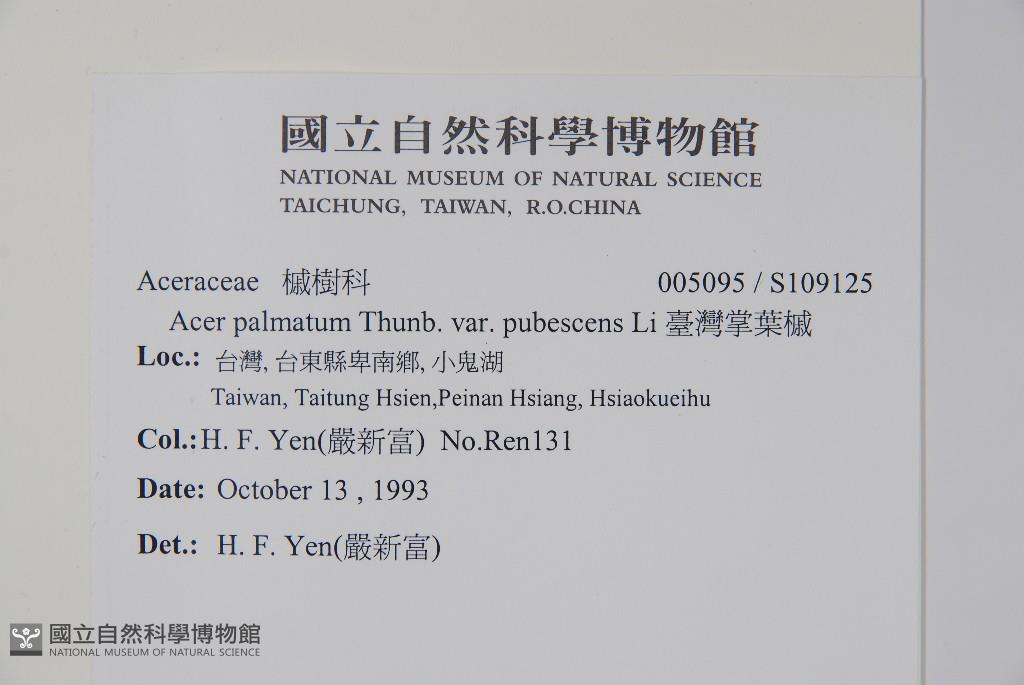 國立自然科學博物館
NATIONAL MUSEUM OF NATURAL SCIENCE
TAICHUNG, TAIWAN, R.O.CHINA
Aceraceae 槭樹科 005095 / S109125
Acer palmatum Thunb. var. pubescens Li 臺灣掌葉槭
Loc.: 台灣, 台東縣卑南鄉, 小鬼湖
Taiwan, Taitung Hsien,Peinan Hsiang, Hsiaokueihu
Col.:H. F. Yen(嚴新富) No.Ren131
Date: October 13 , 1993
Det.: H. F. Yen(嚴新富)
國立自然科學博物館
NATIONAL MUSEUM OF NATURAL SCIENCE